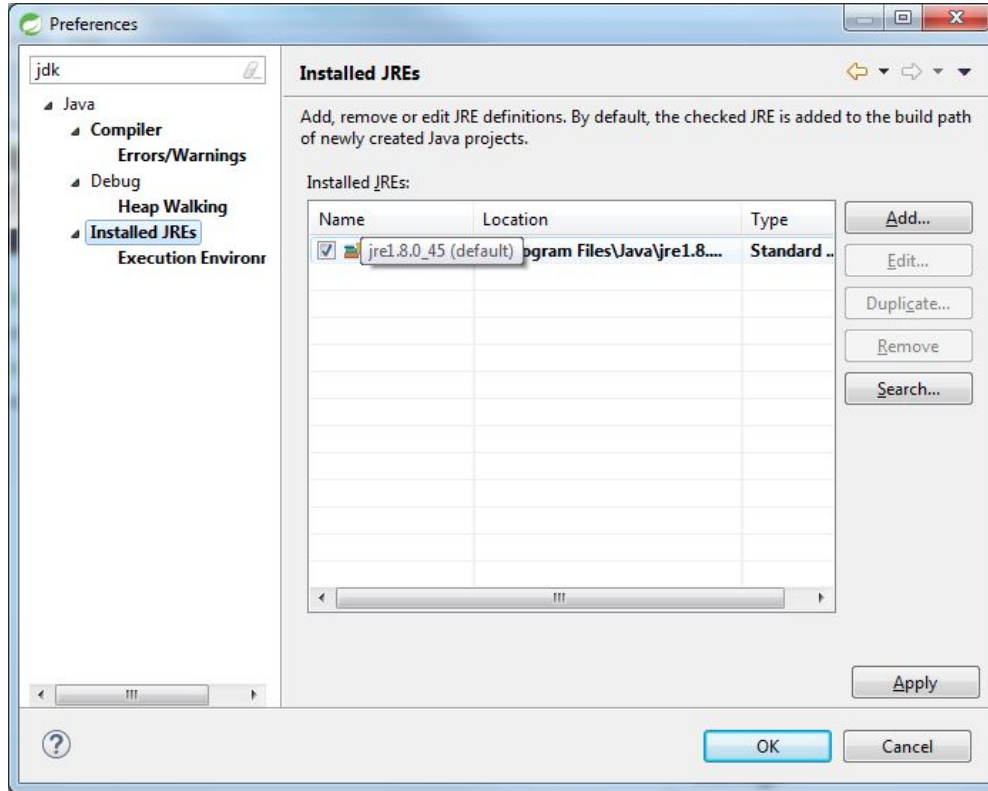 Preferences
jdk
Java
Compiler
Errors/Warnings
Debug
Heap Walking
Installed JREs
Execution Environr
Installed JREs
Add, remove or edit JRE definitions. By default, the checked JRE is added to the build path
of newly created Java projects.
Installed JREs:
Name Location Type
jre1.8.0_45 (default) ogram Files\Java\jre1.8.... Standard ..
Add...
Edit...
Duplicate...
Remove
Search...
Apply
? OK Cancel